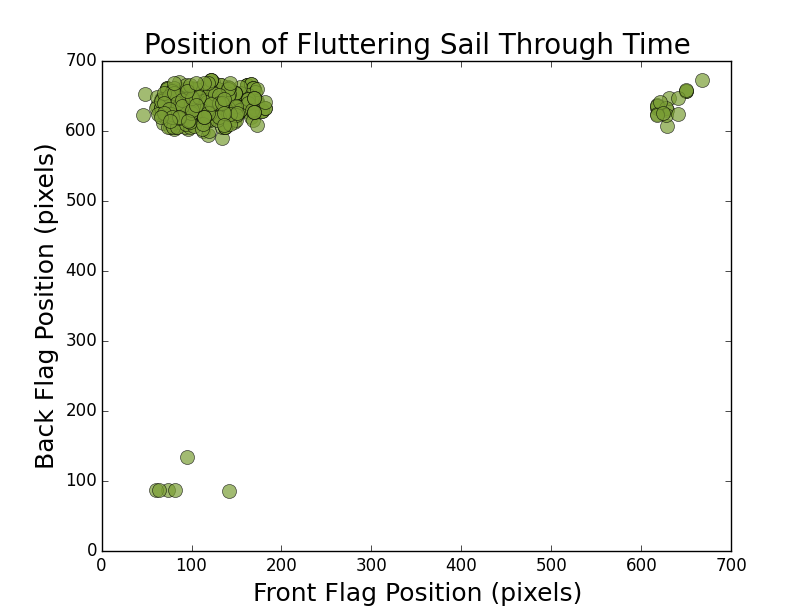 Position of Fluttering Sail Through Time
700
600
500
400
300
200
100
0
Back Flag Position (pixels)
0 100 200 300 400 500 600 700
Front Flag Position (pixels)